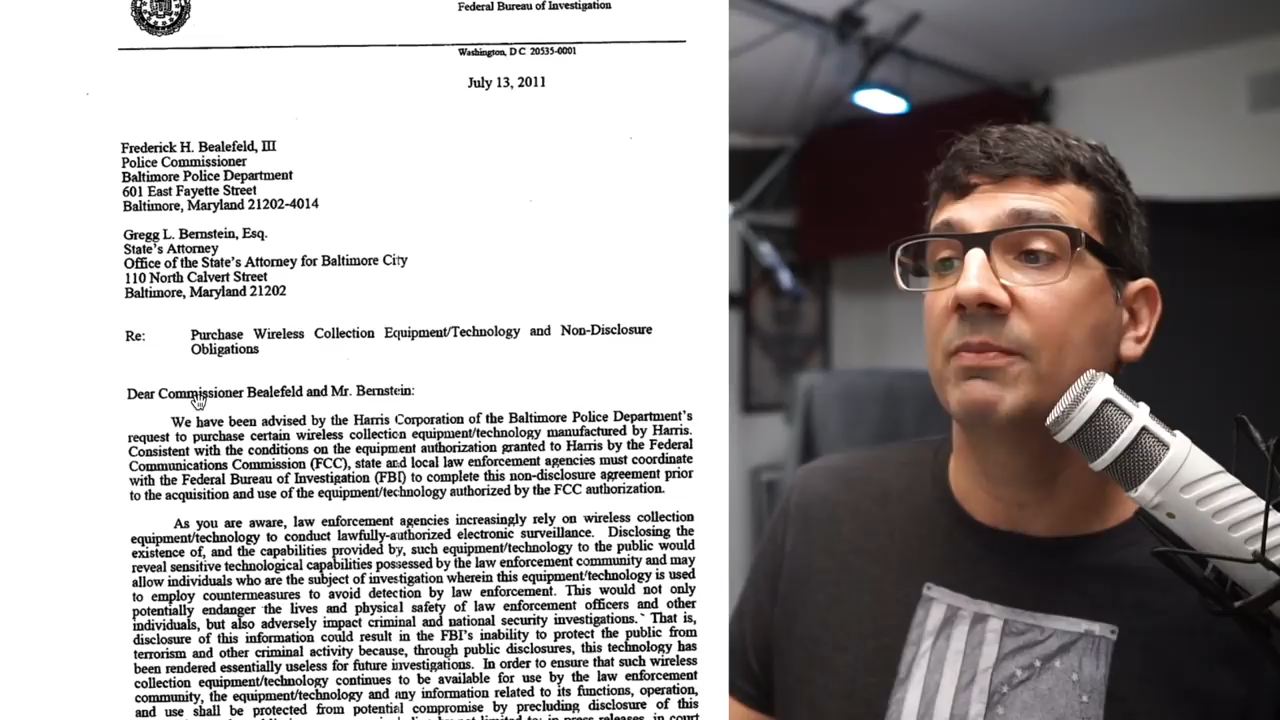 Federal Bureau of Investigation
Washington, D C 20535-0001
July 13, 2011
Frederick H. Bealefeld, III
Police Commissioner
Baltimore Police Department
601 East Fayette Street
Baltimore, Maryland 21202-4014
Gregg L. Bernstein, Esq.
State's Attorney
Office of the State's Attorney for Baltimore City
110 North Calvert Street
Baltimore, Maryland 21202
Re: Purchase Wireless Collection Equipment/Technology and Non-Disclosure
Obligations
Dear Commissioner Bealefeld and Mr. Bernstein:
We have been advised by the Harris Corporation of the Baltimore Police Department's
request to purchase certain wireless collection equipment/technology manufactured by Harris.
Consistent with the conditions on the equipment authorization granted to Harris by the Federal
Communications Commission (FCC), state and local law enforcement agencies must coordinate
with the Federal Bureau of Investigation (FBI) to complete this non-disclosure agreement prior
to the acquisition and use of the equipment/technology authorized by the FCC authorization.
As you are aware, law enforcement agencies increasingly rely on wireless collection
equipment/technology to conduct lawfully-authorized electronic surveillance. Disclosing the
existence of, and the capabilities provided by, such equipment/technology to the public would
reveal sensitive technological capabilities possessed by the law enforcement community and may
allow individuals who are the subject of investigation wherein this equipment/technology is used
to employ countermeasures to avoid detection by law enforcement. This would not only
potentially endanger the lives and physical safety of law enforcement officers and other
individuals, but also adversely impact criminal and national security investigations. That is,
disclosure of this information could result in the FBI's inability to protect the public from
terrorism and other criminal activity because, through public disclosures, this technology has
been rendered essentially useless for future investigations. In order to ensure that such wireless
collection equipment/technology continues to be available for use by the law enforcement
community, the equipment/technology and any information related to its functions, operation,
and use shall be protected from potential compromise by precluding disclosure of this
in press releases, in court